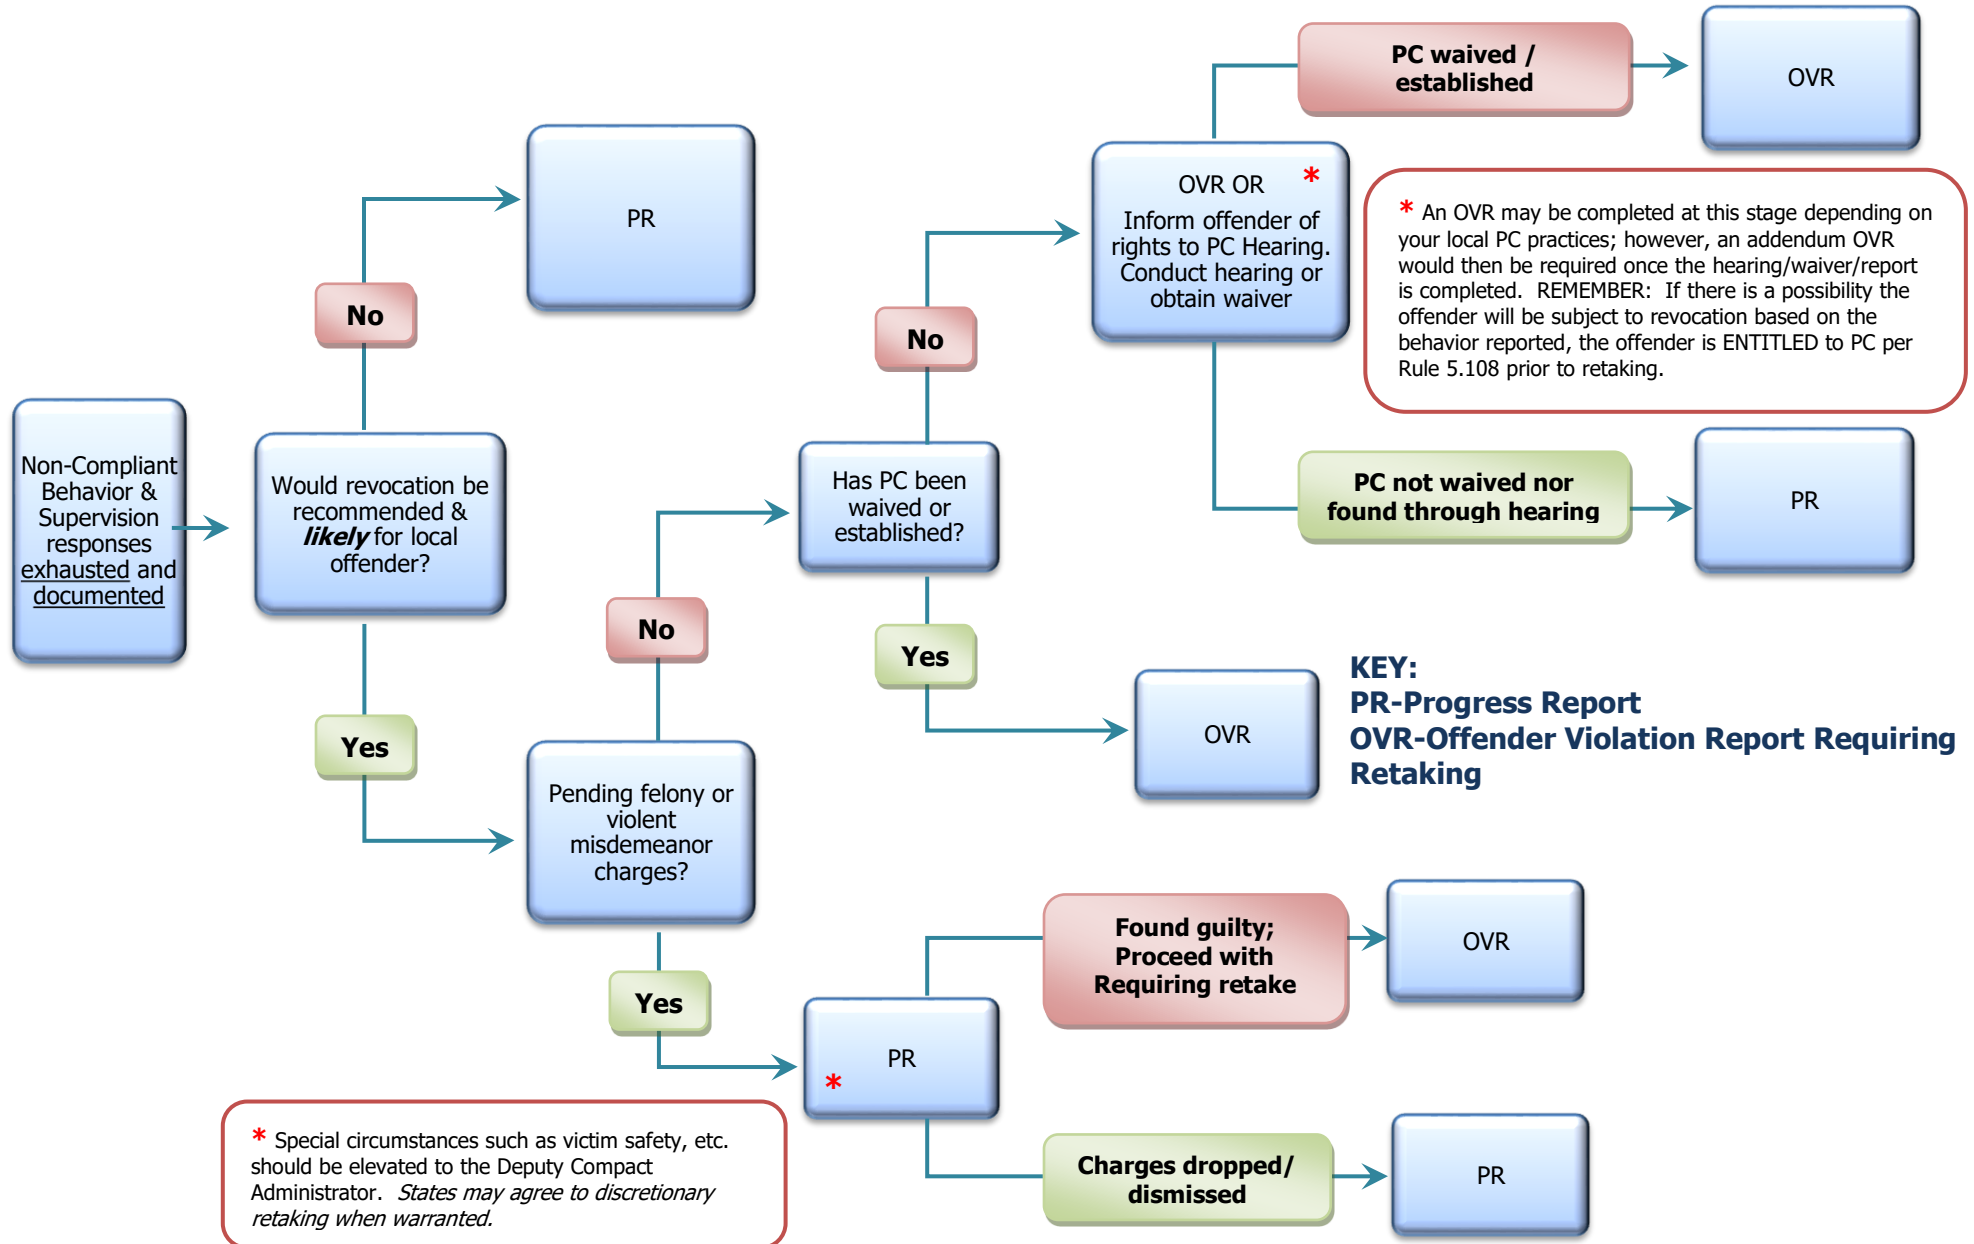 Non-Compliant
Behavior &
Supervision
responses
exhausted and
documented
Would revocation be
recommended &
likely for local
offender?
No
PR
Yes
Pending felony or
violent
misdemeanor
charges?
No
Has PC been
waived or
established?
No
OVR OR *
Inform offender of
rights to PC Hearing.
Conduct hearing or
obtain waiver
PC waived /
established
OVR
* An OVR may be completed at this stage depending on
your local PC practices; however, an addendum OVR
would then be required once the hearing/waiver/report
is completed. REMEMBER: If there is a possibility the
offender will be subject to revocation based on the
behavior reported, the offender is ENTITLED to PC per
Rule 5.108 prior to retaking.
PC not waived nor
found through hearing
PR
Yes
OVR
KEY:
PR-Progress Report
OVR-Offender Violation Report Requiring
Retaking
Yes
PR
*
Found guilty;
Proceed with
Requiring retake
OVR
Charges dropped/
dismissed
PR
* Special circumstances such as victim safety, etc.
should be elevated to the Deputy Compact
Administrator. States may agree to discretionary
retaking when warranted.